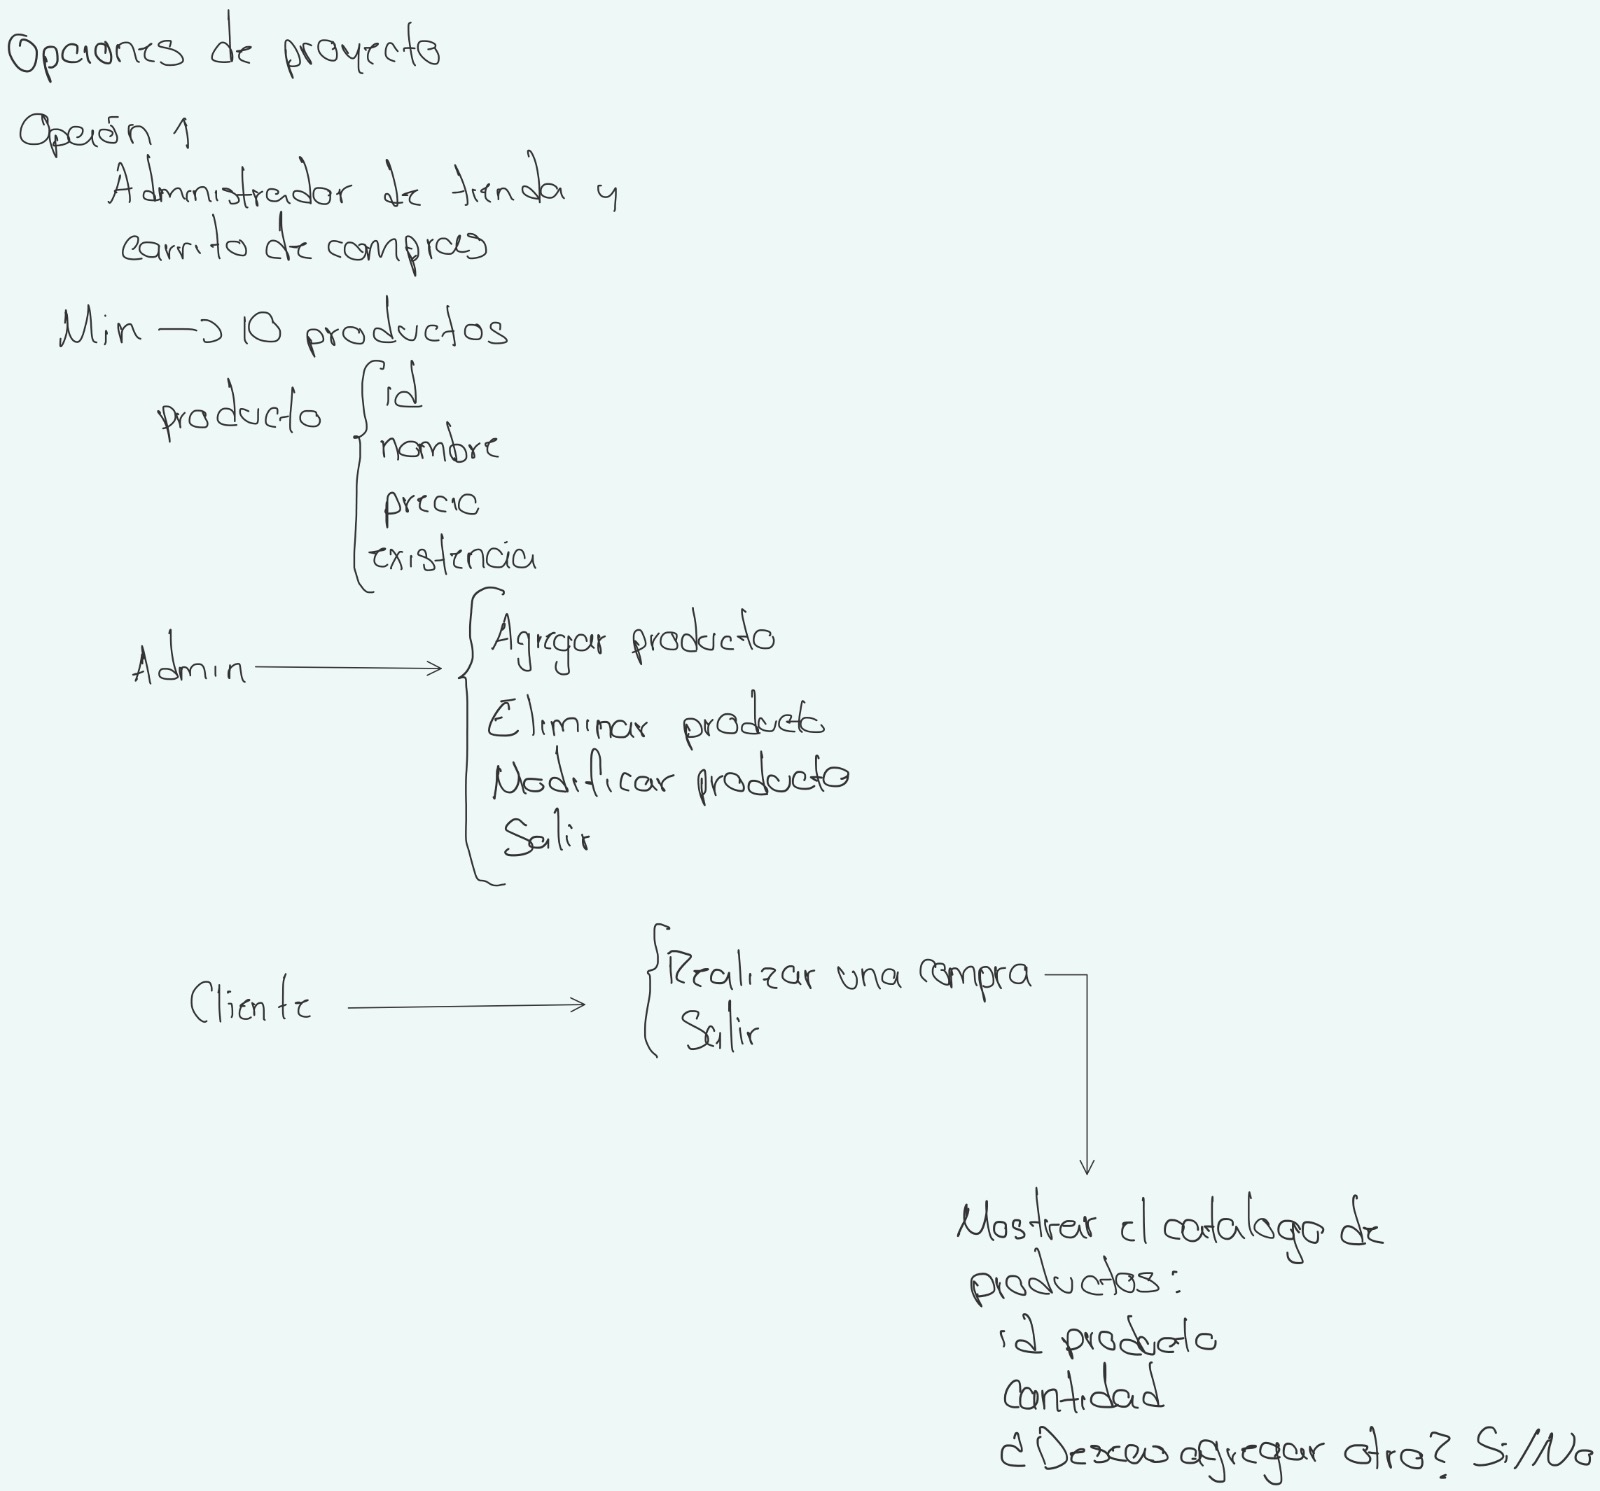 Opciones de proyecto
Opción 1
Administrador de tienda y
carrito de compras
Min → 10 productos
producto
id
nombre
precio
existencia
Admin
Agregar producto
Eliminar producto
Modificar producto
Salir
Cliente
Realizar una compra
Salir
Mostrar el catalogo de
productos:
id producto
cantidad
¿Deseas agregar otro? Si/No